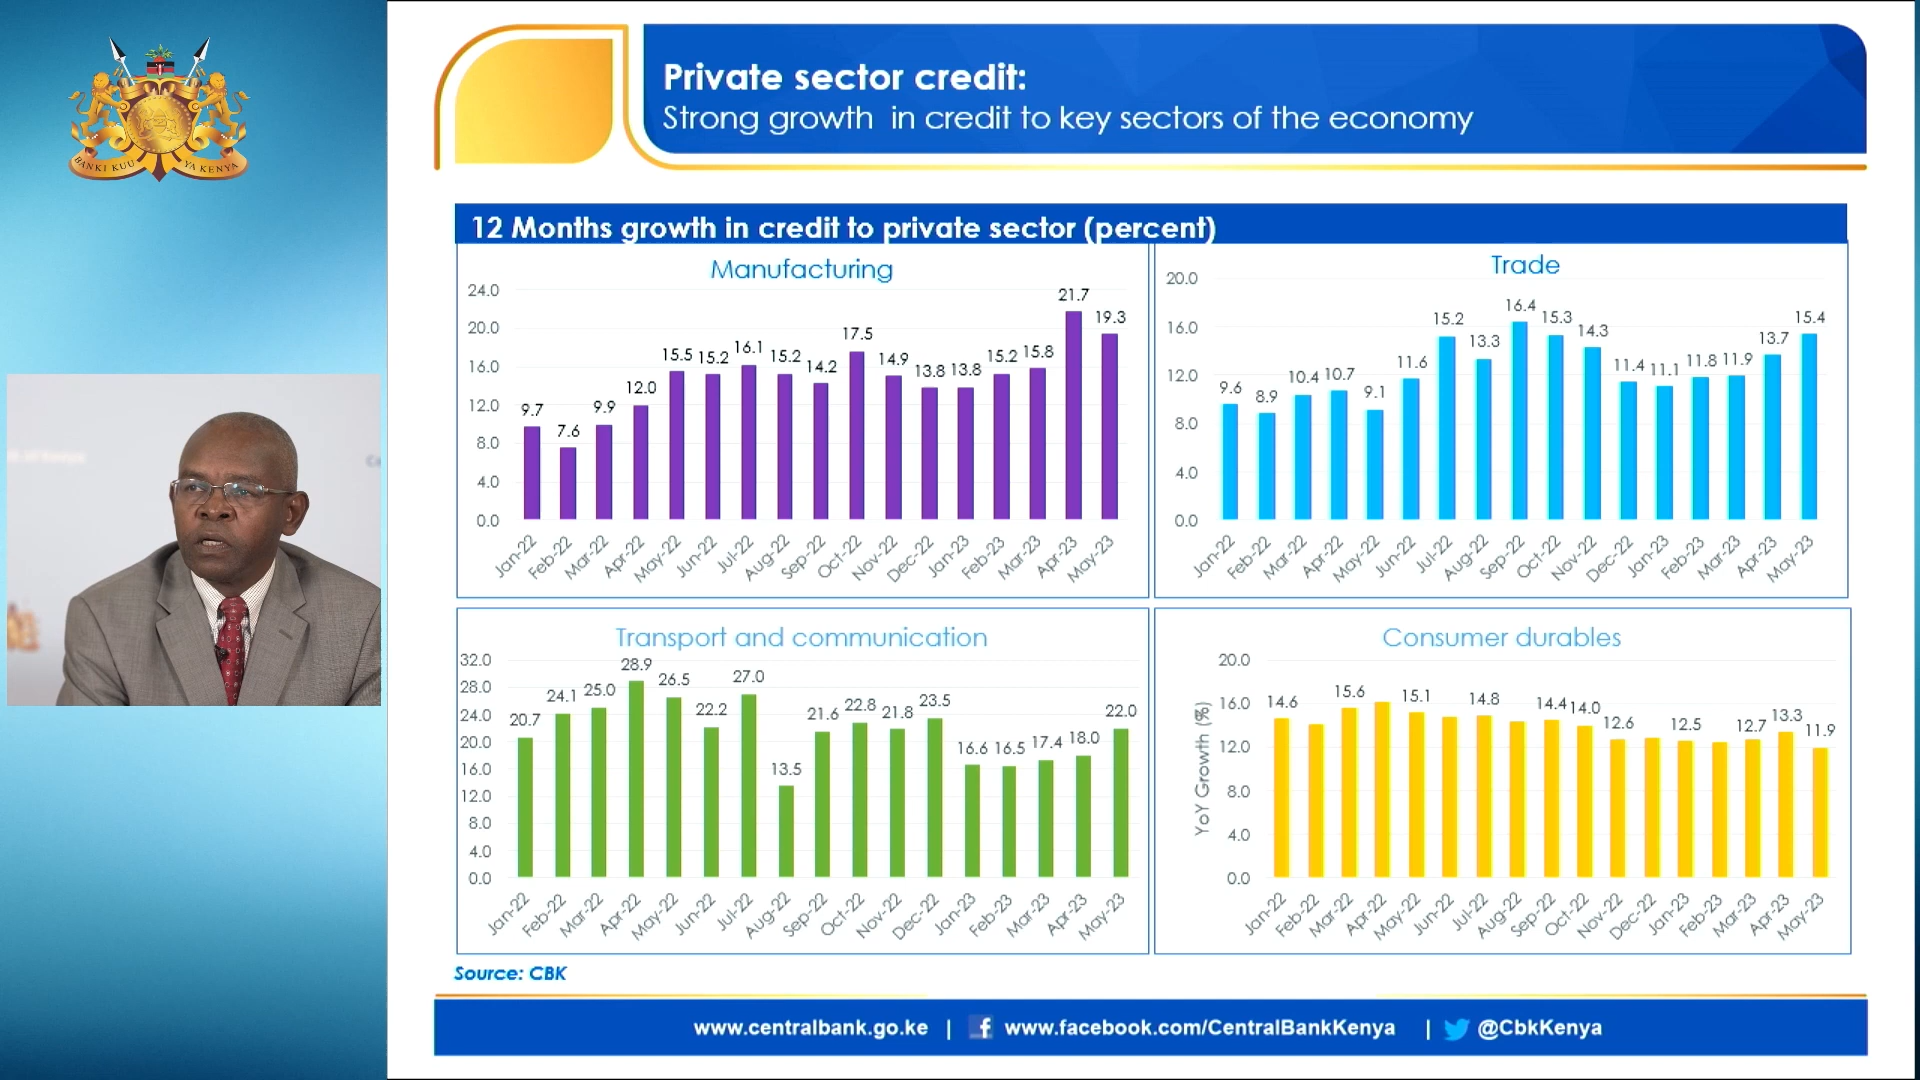 BANKI KUU YA KENYA
Private sector credit:
Strong growth in credit to key sectors of the economy
12 Months growth in credit to private sector (percent)
Manufacturing
24.0
20.0
16.0
12.0
8.0
4.0
0.0
9.7 7.6 9.9 12.0 15.5 15.2 16.1 15.2 14.2 17.5 14.9 13.8 13.8 15.2 15.8 21.7 19.3
Jan-22 Feb-22 Mar-22 Apr-22 May-22 Jun-22 Jul-22 Aug-22 Sep-22 Oct-22 Nov-22 Dec-22 Jan-23 Feb-23 Mar-23 Apr-23 May-23
Trade
20.0
16.0
12.0
8.0
4.0
0.0
9.6 8.9 10.4 10.7 9.1 11.6 15.2 13.3 16.4 15.3 14.3 11.4 11.1 11.8 11.9 13.7 15.4
Jan-22 Feb-22 Mar-22 Apr-22 May-22 Jun-22 Jul-22 Aug-22 Sep-22 Oct-22 Nov-22 Dec-22 Jan-23 Feb-23 Mar-23 Apr-23 May-23
Transport and communication
32.0
28.0
24.0
20.0
16.0
12.0
8.0
4.0
0.0
20.7 24.1 25.0 28.9 26.5 22.2 27.0 13.5 21.6 22.8 21.8 23.5 16.6 16.5 17.4 18.0 22.0
Jan-22 Feb-22 Mar-22 Apr-22 May-22 Jun-22 Jul-22 Aug-22 Sep-22 Oct-22 Nov-22 Dec-22 Jan-23 Feb-23 Mar-23 Apr-23 May-23
Consumer durables
YoY Growth (%)
20.0
16.0
12.0
8.0
4.0
0.0
14.6 15.6 15.1 14.8 14.4 14.0 12.6 12.5 12.7 13.3 11.9
Jan-22 Feb-22 Mar-22 Apr-22 May-22 Jun-22 Jul-22 Aug-22 Sep-22 Oct-22 Nov-22 Dec-22 Jan-23 Feb-23 Mar-23 Apr-23 May-23
Source: CBK
www.centralbank.go.ke | f www.facebook.com/CentralBankKenya | @CbkKenya